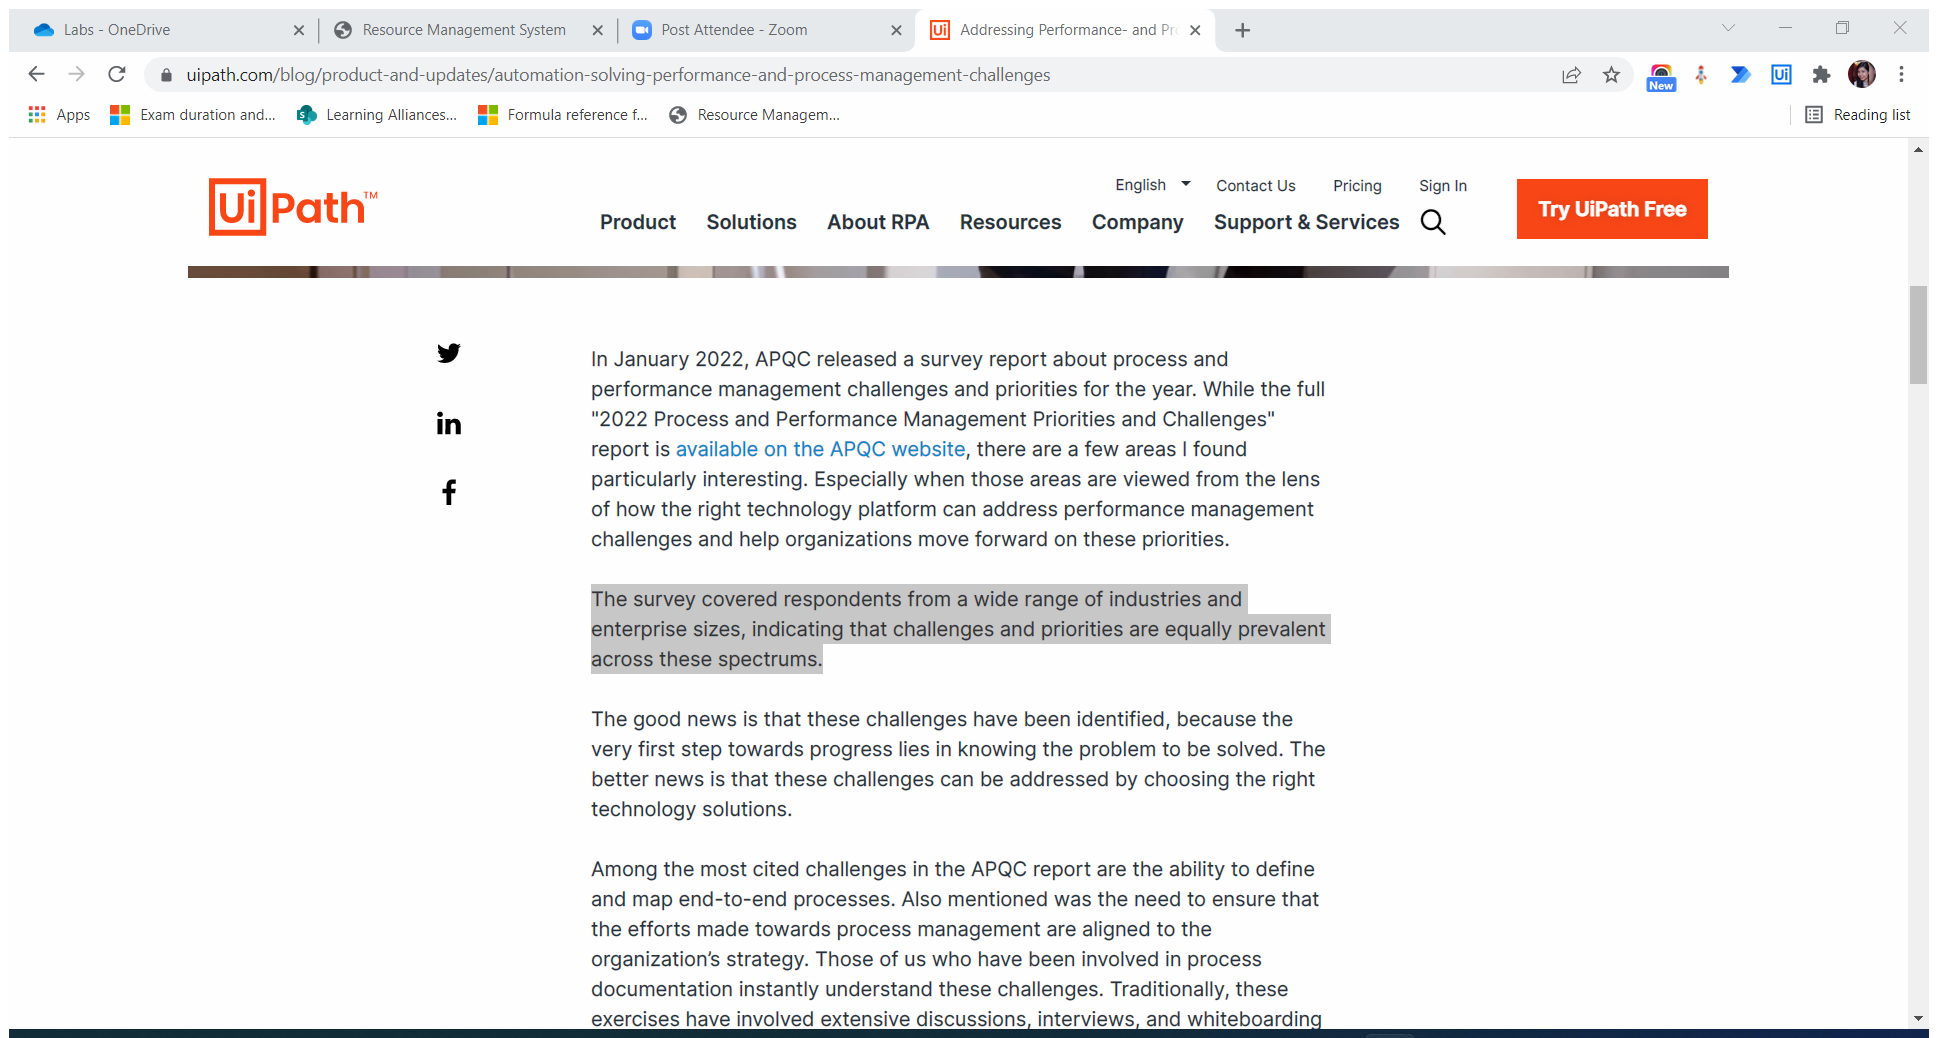 Labs - OneDrive
Resource Management System
Post Attendee - Zoom
Ui
Addressing Performance- and Pr
uipath.com/blog/product-and-updates/automation-solving-performance-and-process-management-challenges
New
Ui
Apps
Exam duration and...
S
Learning Alliances...
Formula reference f...
Resource Managem...
Reading list
Ui Path™
English
Contact Us
Pricing
Sign In
Product
Solutions
About RPA
Resources
Company
Support & Services
Try UiPath Free
In January 2022, APQC released a survey report about process and
performance management challenges and priorities for the year. While the full
"2022 Process and Performance Management Priorities and Challenges"
report is available on the APQC website, there are a few areas I found
particularly interesting. Especially when those areas are viewed from the lens
of how the right technology platform can address performance management
challenges and help organizations move forward on these priorities.
The survey covered respondents from a wide range of industries and
enterprise sizes, indicating that challenges and priorities are equally prevalent
across these spectrums.
The good news is that these challenges have been identified, because the
very first step towards progress lies in knowing the problem to be solved. The
better news is that these challenges can be addressed by choosing the right
technology solutions.
Among the most cited challenges in the APQC report are the ability to define
and map end-to-end processes. Also mentioned was the need to ensure that
the efforts made towards process management are aligned to the
organization’s strategy. Those of us who have been involved in process
documentation instantly understand these challenges. Traditionally, these
exercises have involved extensive discussions, interviews, and whiteboarding